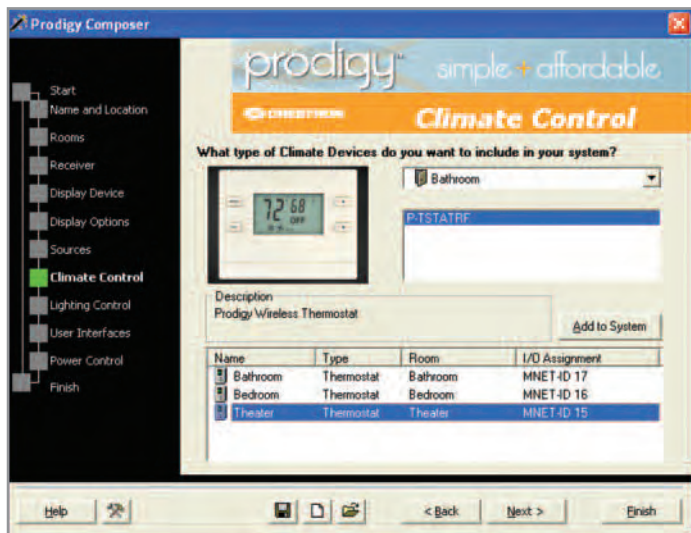 Prodigy Composer
prodigy™ simple + affordable
CRESTRON Climate Control
Start
Name and Location
Rooms
Receiver
Display Device
Display Options
Sources
Climate Control
Lighting Control
User Interfaces
Power Control
Finish
What type of Climate Devices do you want to include in your system?
Bathroom
72 68
OFF
P-TSTATRF
Description
Prodigy Wireless Thermostat
Add to System
Name Type Room I/O Assignment
Bathroom Thermostat Bathroom MNET-ID 17
Bedroom Thermostat Bedroom MNET-ID 16
Theater Thermostat Theater MNET-ID 15
Help < Back Next > Finish